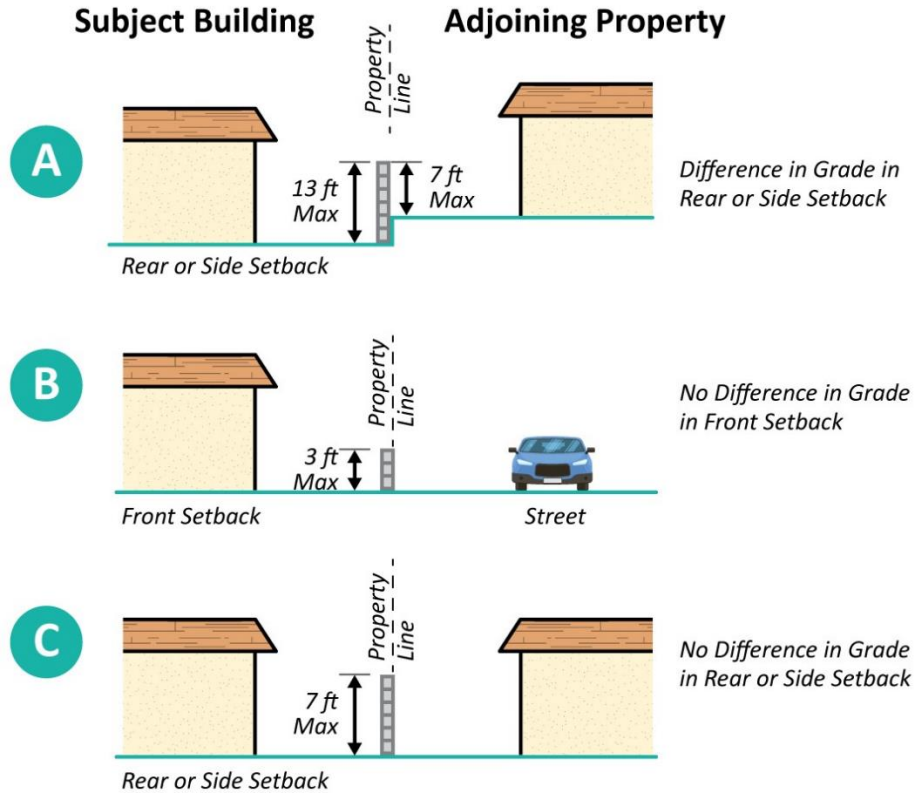 Subject Building
Adjoining Property
A
Property
Line
13 ft
Max
7 ft
Max
Difference in Grade in
Rear or Side Setback
Rear or Side Setback
B
Property
Line
3 ft
Max
No Difference in Grade
in Front Setback
Front Setback
Street
C
Property
Line
7 ft
Max
No Difference in Grade
in Rear or Side Setback
Rear or Side Setback